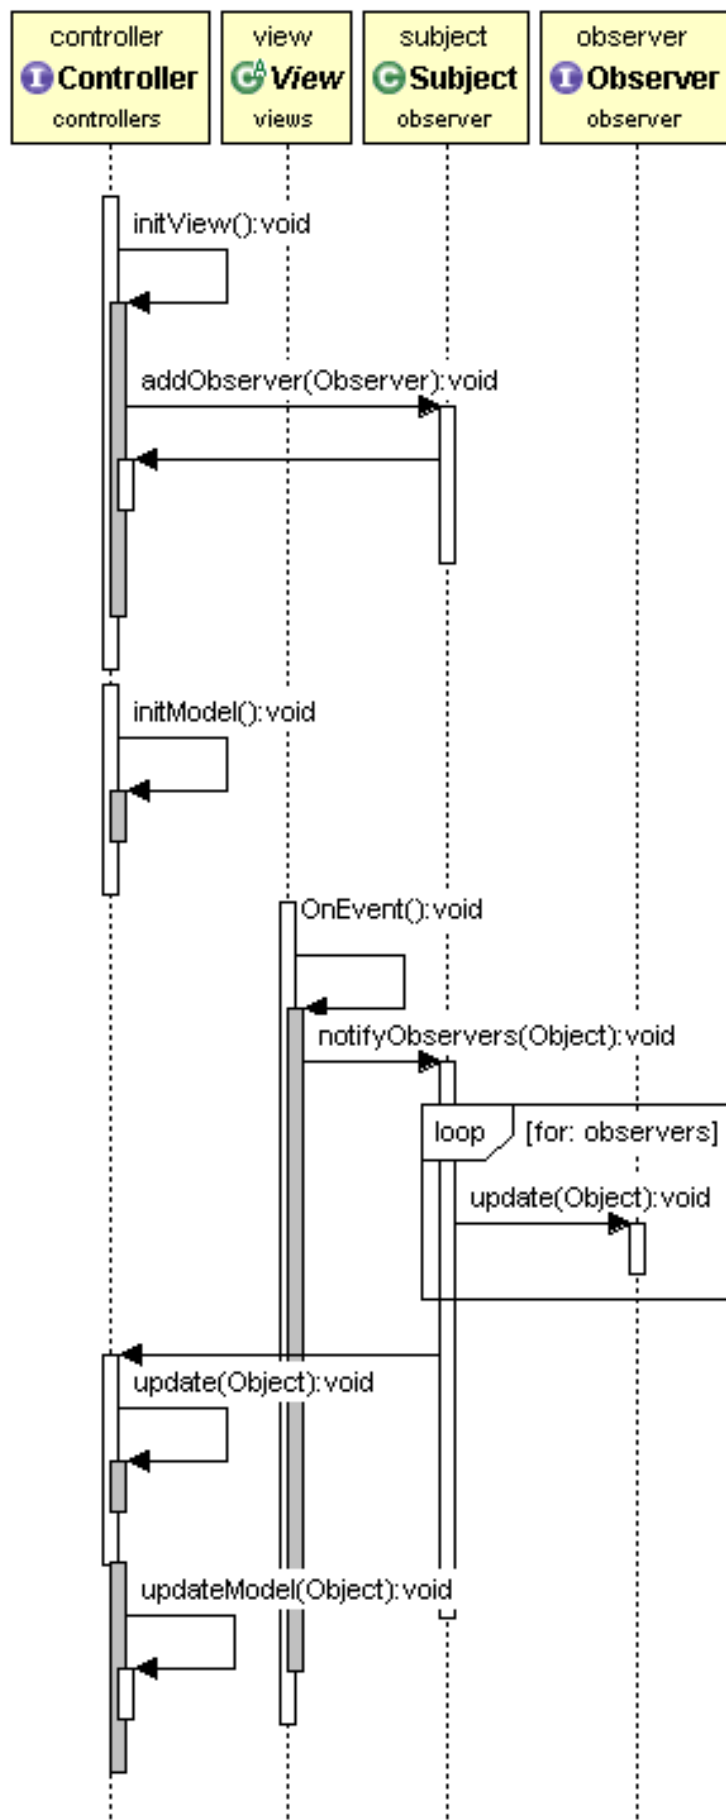 controller
I Controller
controllers
view
C A View
views
subject
C Subject
observer
observer
I Observer
observer
initView():void
addObserver(Observer):void
initModel():void
OnEvent():void
notifyObservers(Object):void
loop [for: observers]
update(Object):void
update(Object):void
updateModel(Object):void